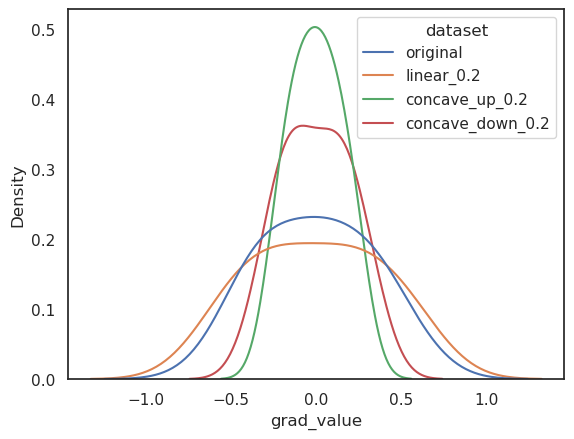 dataset
original
linear_0.2
concave_up_0.2
concave_down_0.2
Density
0.5
0.4
0.3
0.2
0.1
0.0
−1.0 −0.5 0.0 0.5 1.0
grad_value